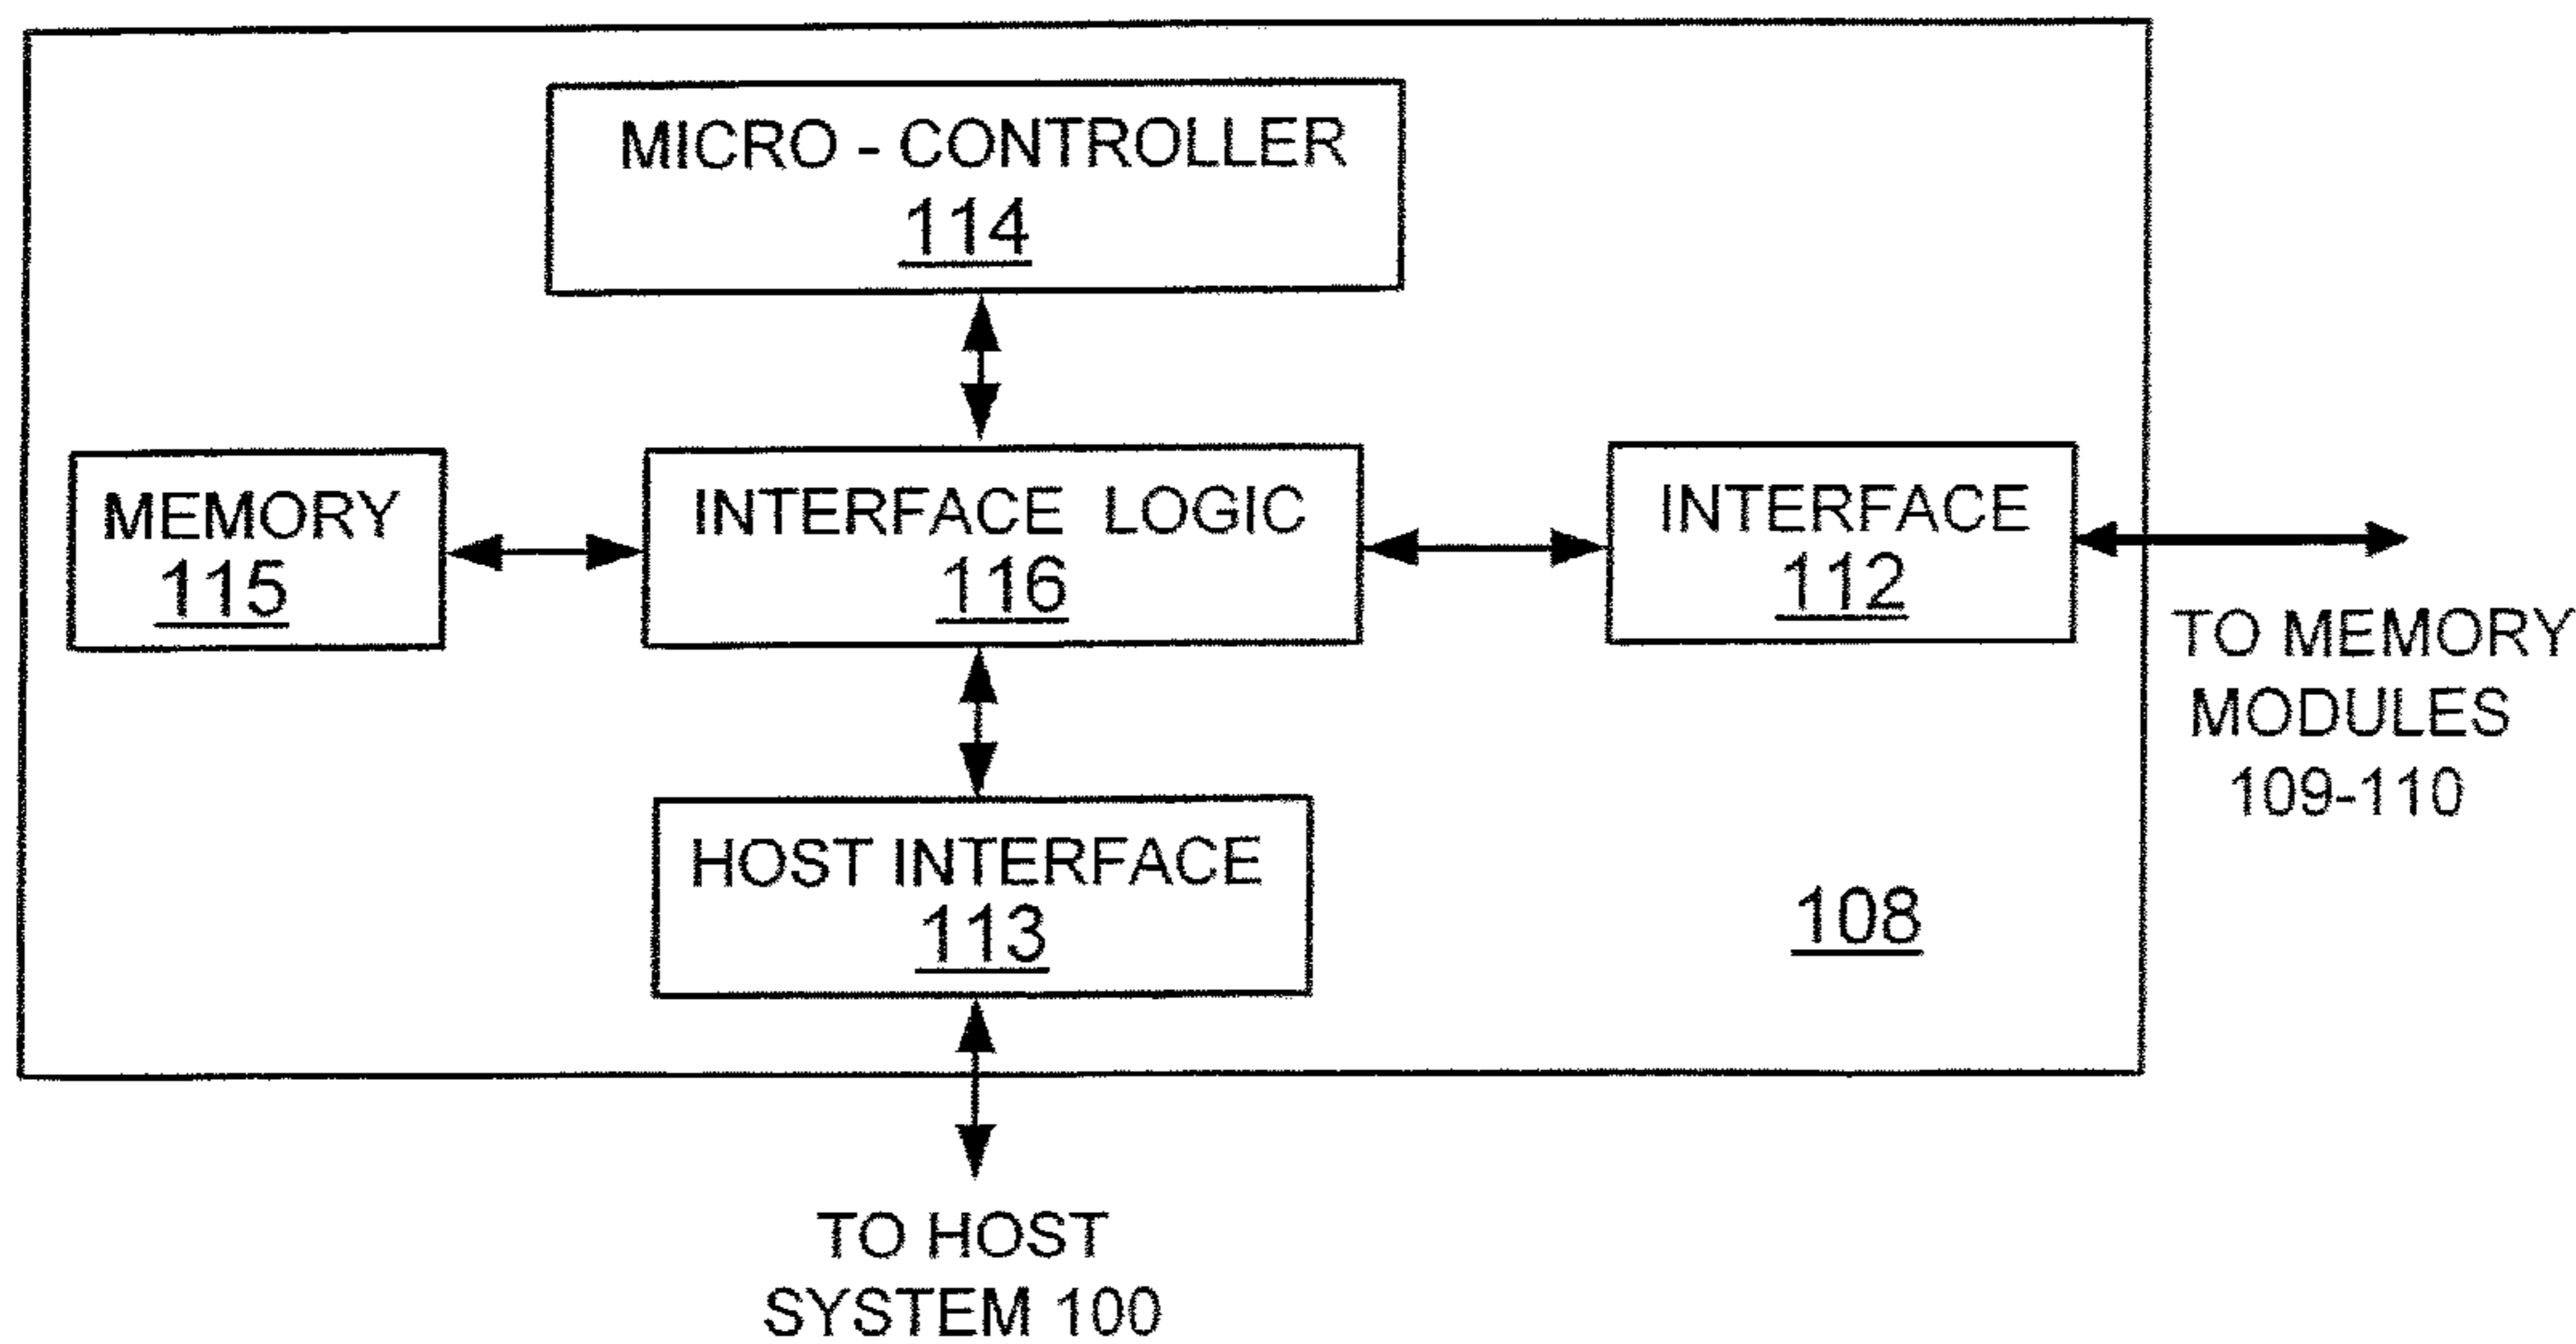 MICRO - CONTROLLER
114
MEMORY
115
INTERFACE LOGIC
116
INTERFACE
112
TO MEMORY
MODULES
109-110
HOST INTERFACE
113
108
TO HOST
SYSTEM 100